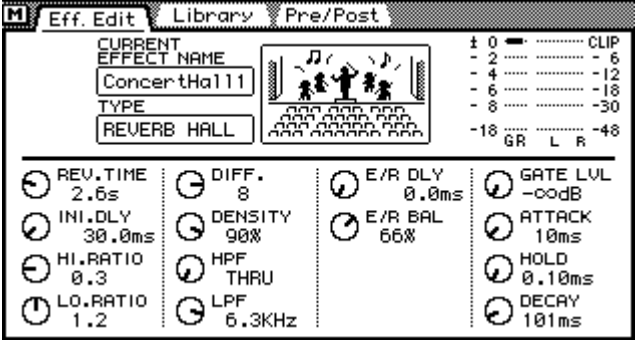 M Eff. Edit Library Pre/Post
CURRENT
EFFECT NAME
ConcertHall1
TYPE
REVERB HALL
± 0 CLIP
- 2 - 6
- 4 -12
- 6 -18
- 8 -30
-18 -48
GR L R
REV.TIME DIFF. E/R DLY GATE LVL
2.6s 8 0.0ms -∞dB
INI.DLY DENSITY E/R BAL ATTACK
30.0ms 90% 66% 10ms
HI.RATIO HPF HOLD
0.3 THRU 0.10ms
LO.RATIO LPF DECAY
1.2 6.3KHz 101ms